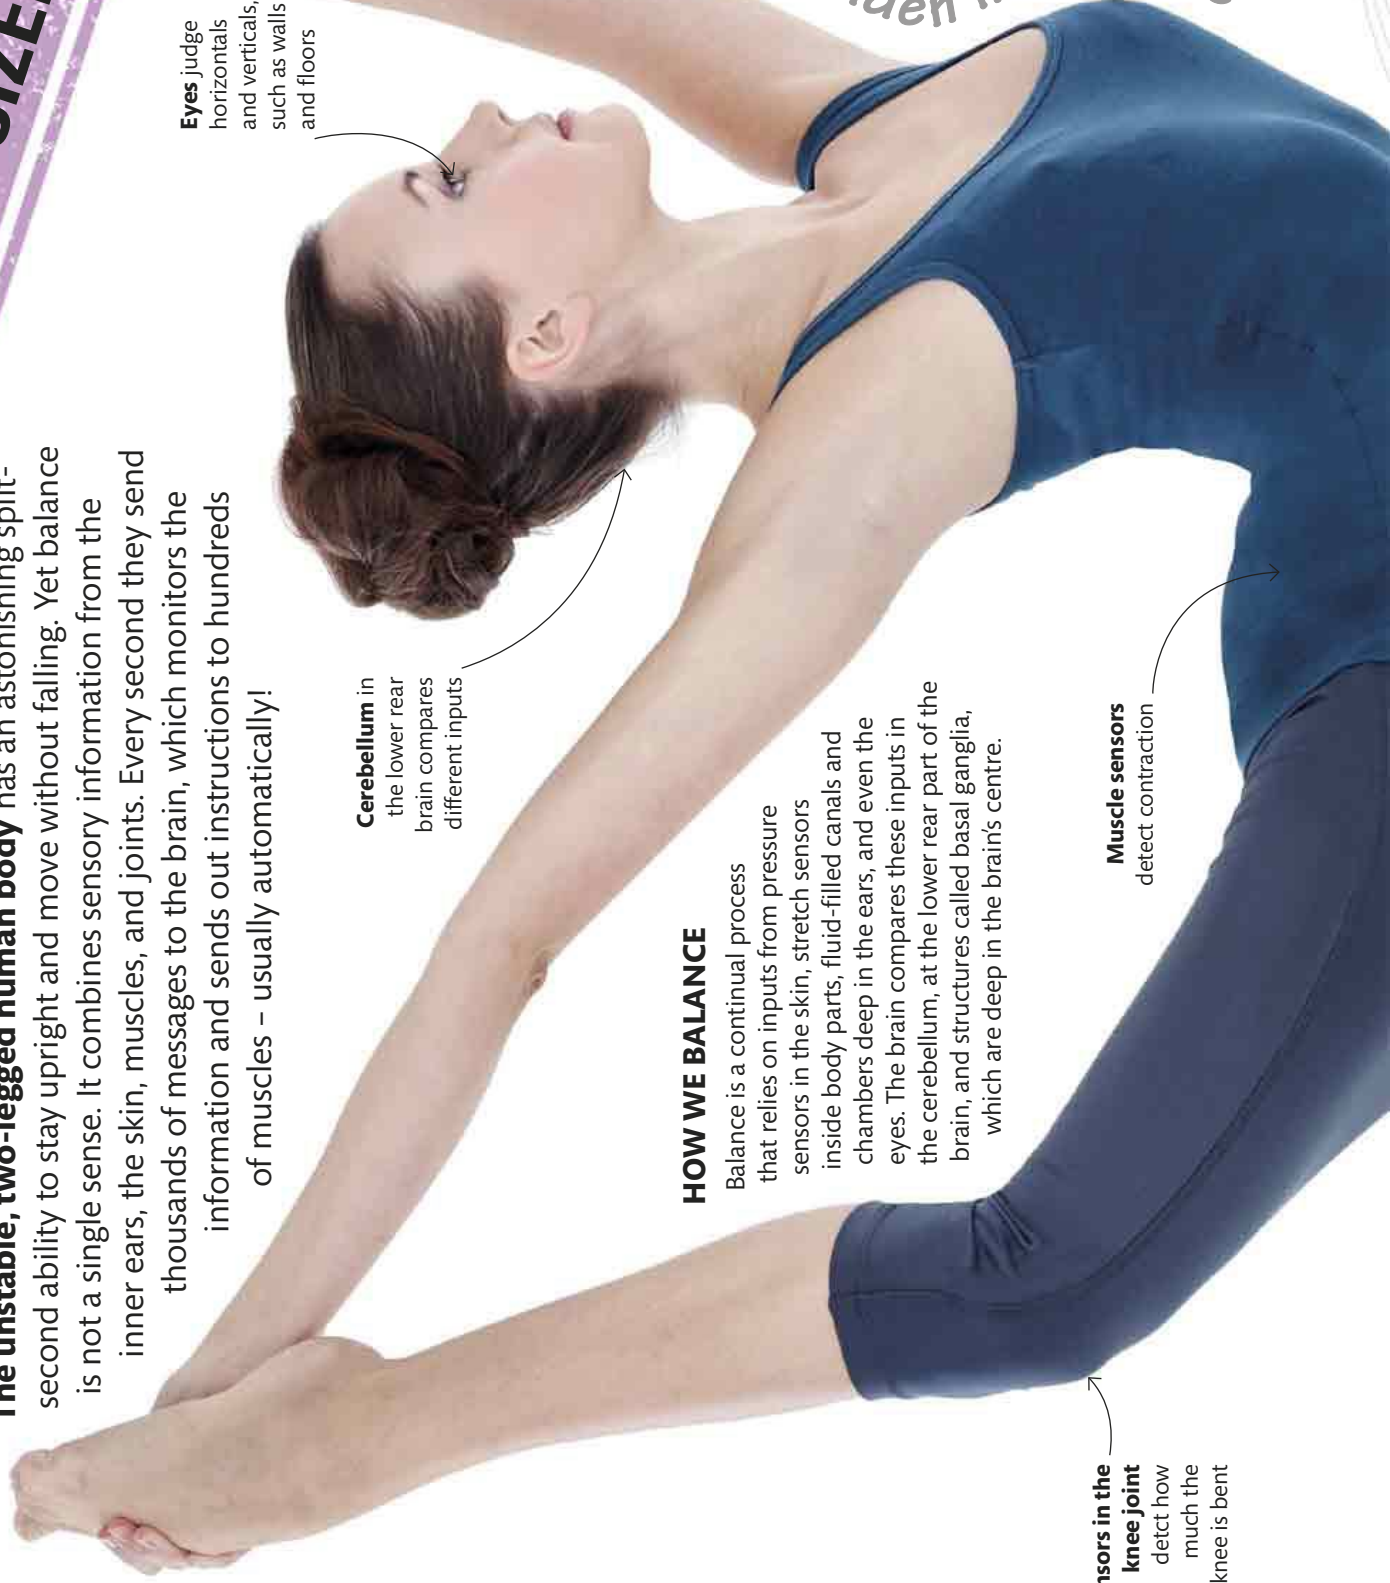 The unstable, two-legged human body has an astonishing split-
second ability to stay upright and move without falling. Yet balance
is not a single sense. It combines sensory information from the
inner ears, the skin, muscles, and joints. Every second they send
thousands of messages to the brain, which monitors the
information and sends out instructions to hundreds
of muscles – usually automatically!
Eyes judge
horizontals
and verticals,
such as walls
and floors
Cerebellum in
the lower rear
brain compares
different inputs
HOW WE BALANCE
Balance is a continual process
that relies on inputs from pressure
sensors in the skin, stretch sensors
inside body parts, fluid-filled canals and
chambers deep in the ears, and even the
eyes. The brain compares these inputs in
the cerebellum, at the lower rear part of the
brain, and structures called basal ganglia,
which are deep in the brain's centre.
Muscle sensors
detect contraction
in the
knee joint
detct how
much the
knee is bent